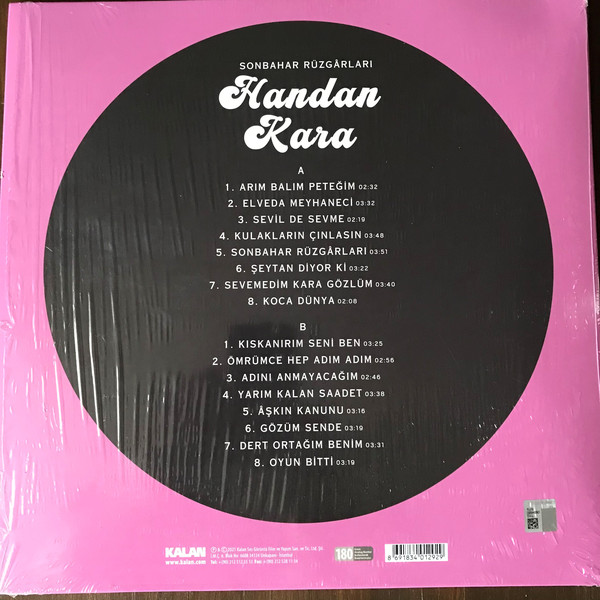 SONBAHAR RÜZGÂRLARI
Handan
Kara
A
1. ARIM BALIM PETEĞİM 02:32
2. ELVEDA MEYHANECİ 03:32
3. SEVİL DE SEVME 02:19
4. KULAKLARIN ÇINLASIN 03:48
5. SONBAHAR RÜZGÂRLARI 03:51
6. ŞEYTAN DİYOR Kİ 03:22
7. SEVEMEDİM KARA GÖZLÜM 03:40
8. KOCA DÜNYA 02:08
B
1. KISKANIRIM SENİ BEN 03:25
2. ÖMRÜMCE HEP ADIM ADIM 02:56
3. ADINI ANMAYACAĞIM 02:46
4. YARIM KALAN SAADET 03:38
5. ÂŞKIN KANUNU 03:16
6. GÖZÜM SENDE 03:19
7. DERT ORTAĞIM BENİM 03:31
8. OYUN BİTTİ 03:19
KALAN
www.kalan.com
180
8 691834 012929